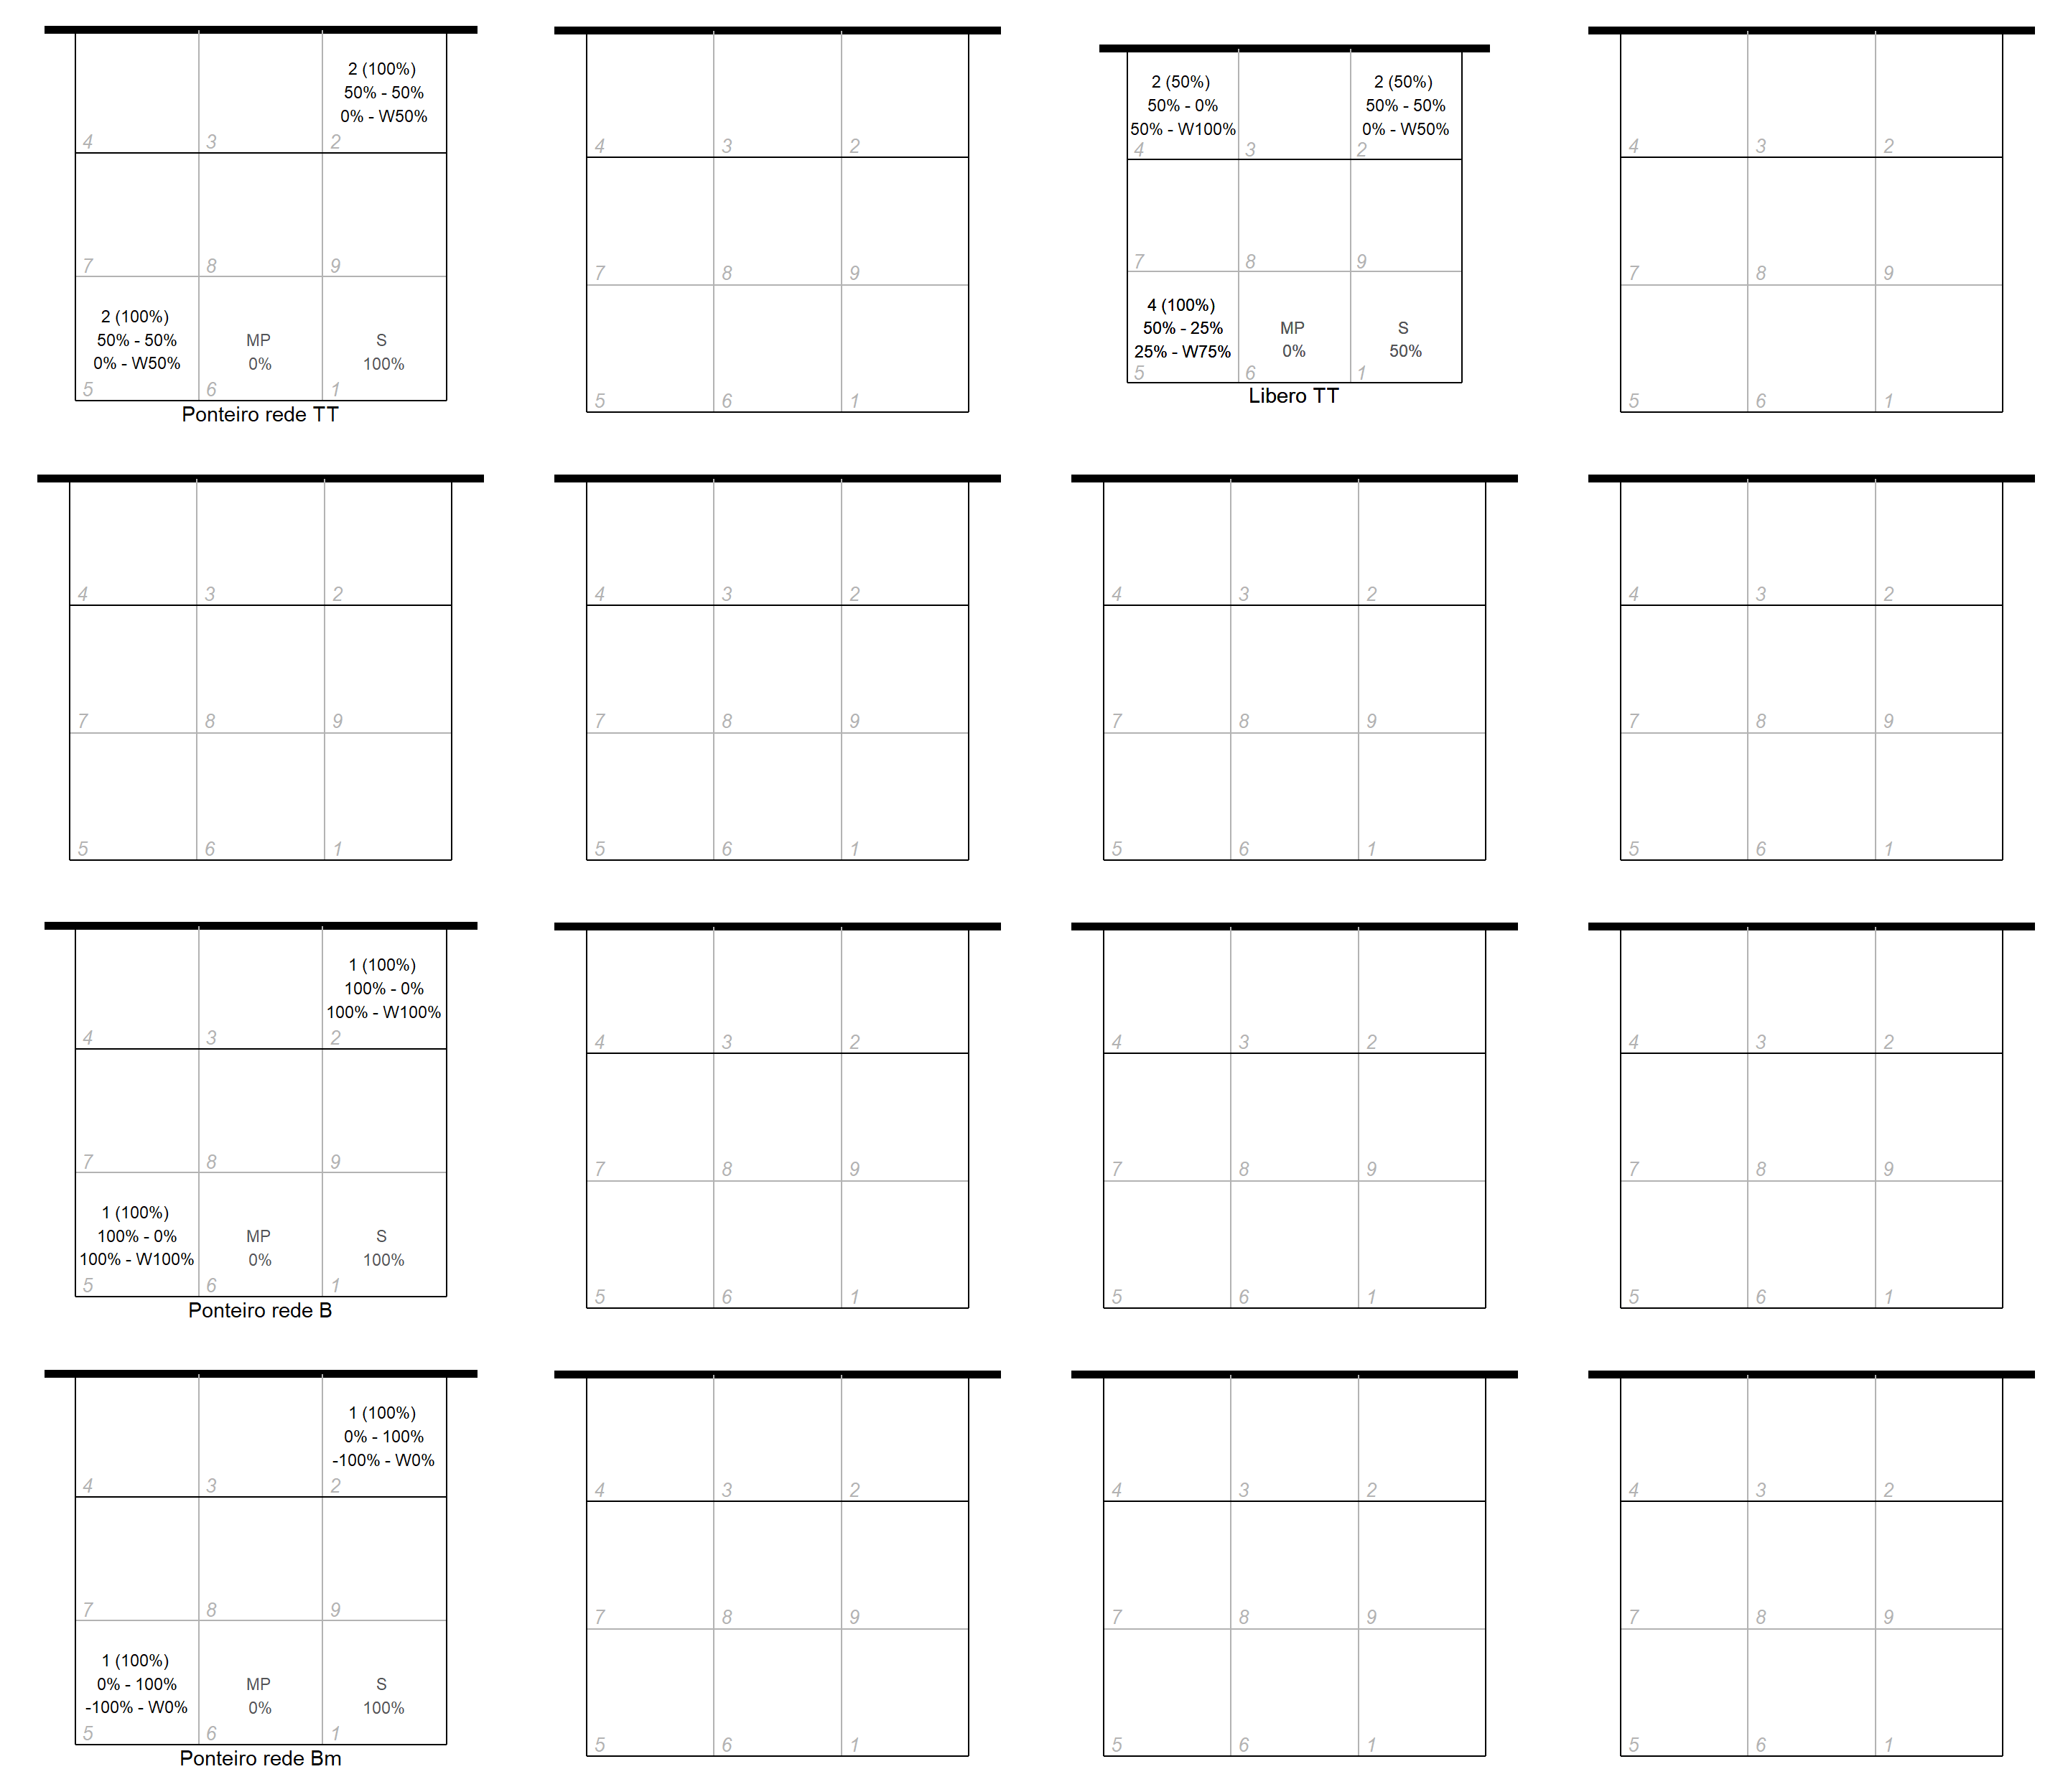 2 (100%)
50% - 50%
0% - W50%
4 3 2
7 8 9
2 (100%)
50% - 50% MP S
0% - W50% 0% 100%
5 6 1
Ponteiro rede TT
4 3 2
7 8 9
5 6 1
2 (50%) 2 (50%)
50% - 0% 50% - 50%
50% - W100% 0% - W50%
4 3 2
7 8 9
4 (100%)
50% - 25% MP S
25% - W75% 0% 50%
5 6 1
Libero TT
4 3 2
7 8 9
5 6 1
4 3 2
7 8 9
5 6 1
4 3 2
7 8 9
5 6 1
4 3 2
7 8 9
5 6 1
4 3 2
7 8 9
5 6 1
1 (100%)
100% - 0%
100% - W100%
4 3 2
7 8 9
1 (100%)
100% - 0% MP S
100% - W100% 0% 100%
5 6 1
Ponteiro rede B
4 3 2
7 8 9
5 6 1
4 3 2
7 8 9
5 6 1
4 3 2
7 8 9
5 6 1
1 (100%)
0% - 100%
-100% - W0%
4 3 2
7 8 9
1 (100%)
0% - 100% MP S
-100% - W0% 0% 100%
5 6 1
Ponteiro rede Bm
4 3 2
7 8 9
5 6 1
4 3 2
7 8 9
5 6 1
4 3 2
7 8 9
5 6 1